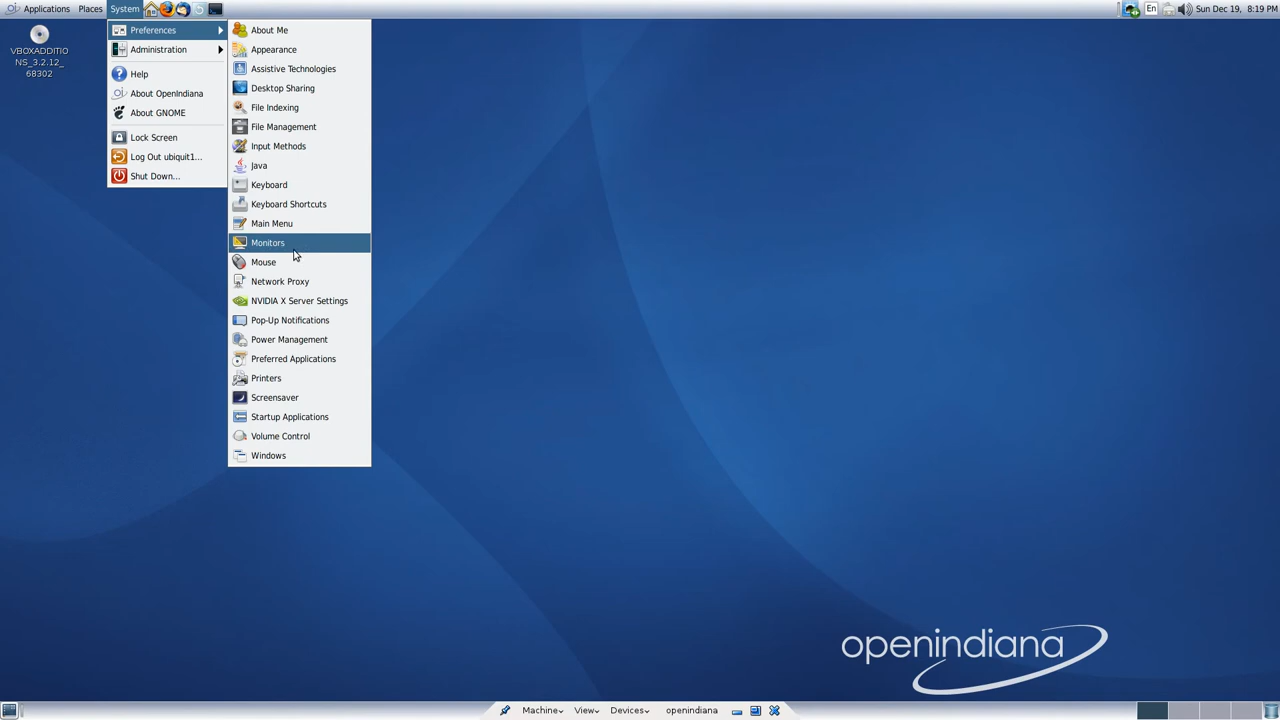 Applications Places System En Sun Dec 19, 8:19 PM
VBOXADDITIO
NS_3.2.12_
68302
Preferences
Administration
Help
About OpenIndiana
About GNOME
Lock Screen
Log Out ubiquit1...
Shut Down...
About Me
Appearance
Assistive Technologies
Desktop Sharing
File Indexing
File Management
Input Methods
Java
Keyboard
Keyboard Shortcuts
Main Menu
Monitors
Mouse
Network Proxy
NVIDIA X Server Settings
Pop-Up Notifications
Power Management
Preferred Applications
Printers
Screensaver
Startup Applications
Volume Control
Windows
openindiana
Machine View Devices openindiana